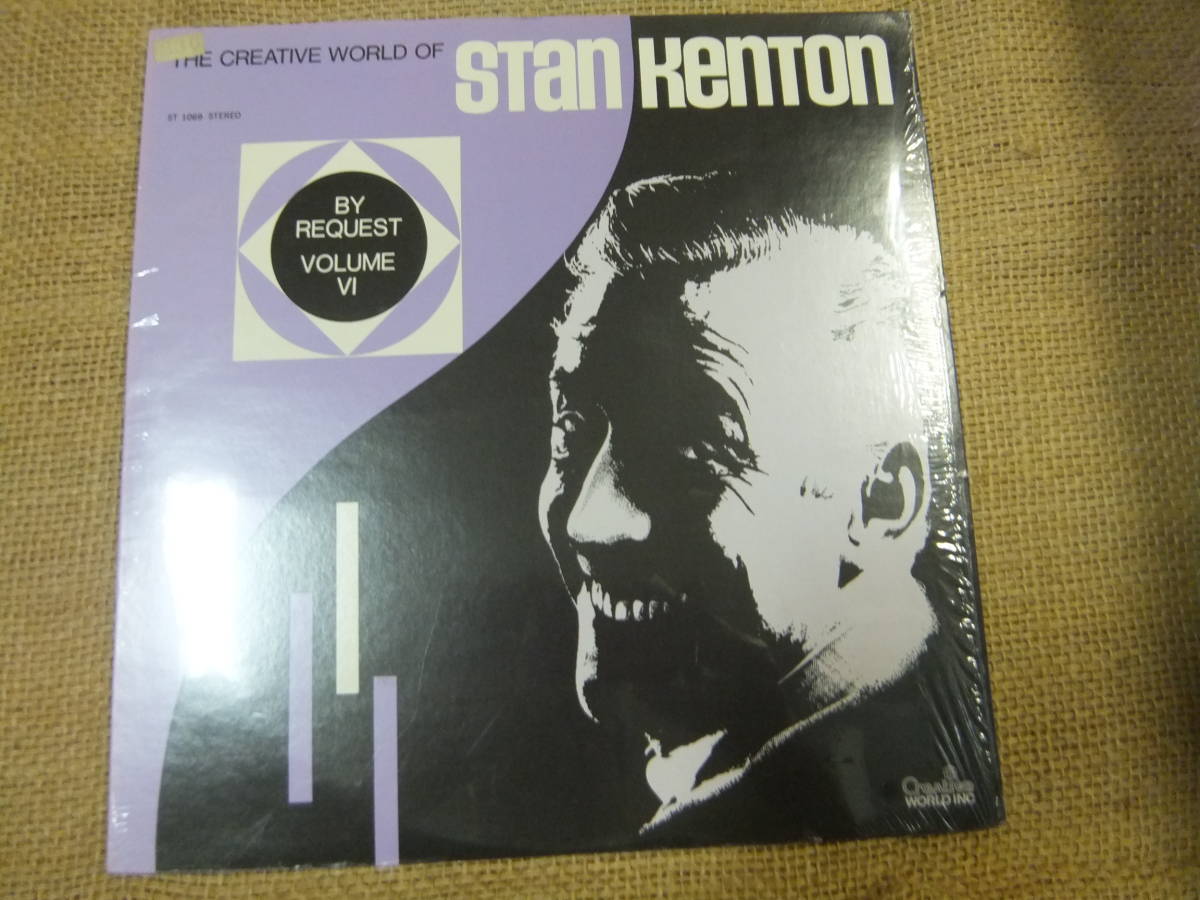 THE CREATIVE WORLD OF
STAN KENTON
ST 1069 STEREO
BY
REQUEST
VOLUME
VI
Creative
WORLD INC